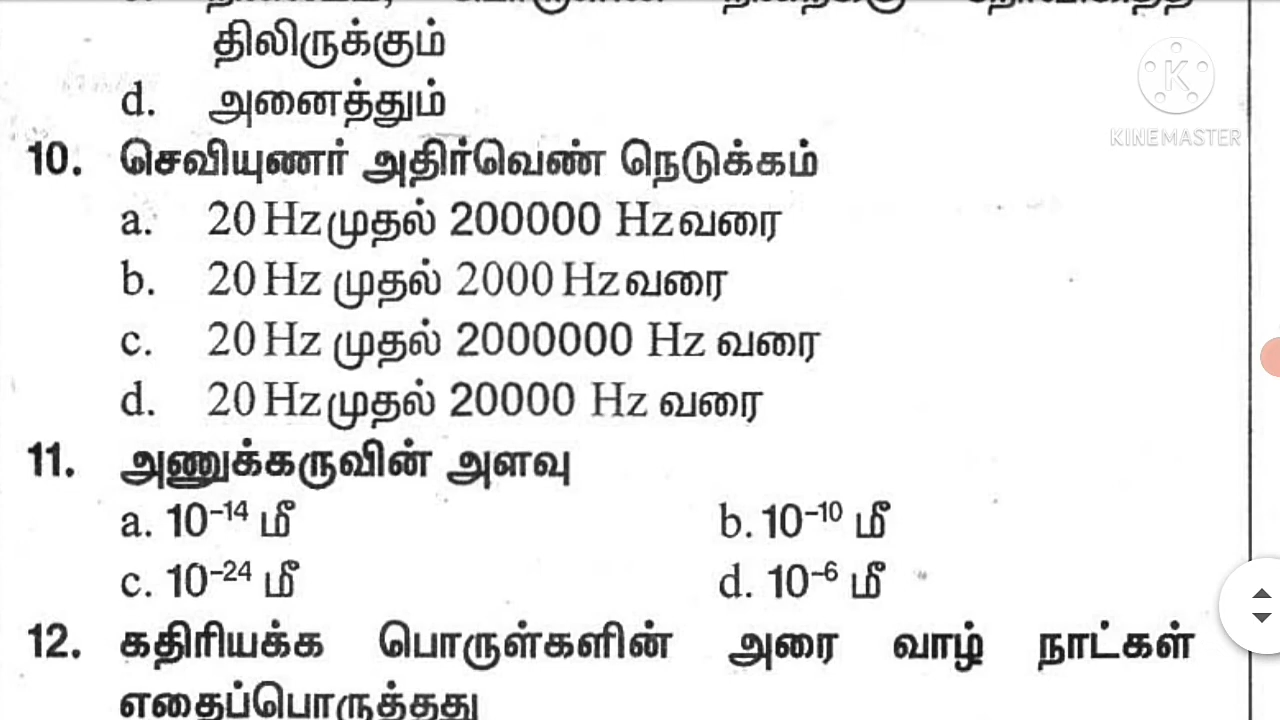 திலிருக்கும்
d. அனைத்தும்
10. செவியுணர் அதிர்வெண் நெடுக்கம்
a. 20 Hz முதல் 200000 Hz வரை
b. 20 Hz முதல் 2000 Hz வரை
c. 20 Hz முதல் 2000000 Hz வரை
d. 20 Hz முதல் 20000 Hz வரை
11. அணுக்கருவின் அளவு
a. 10⁻¹⁴ மீ b. 10⁻¹⁰ மீ
c. 10⁻²⁴ மீ d. 10⁻⁶ மீ
12. கதிரியக்க பொருள்களின் அரை வாழ் நாட்கள்
எதைப்பொருத்தது
K
KINEMASTER